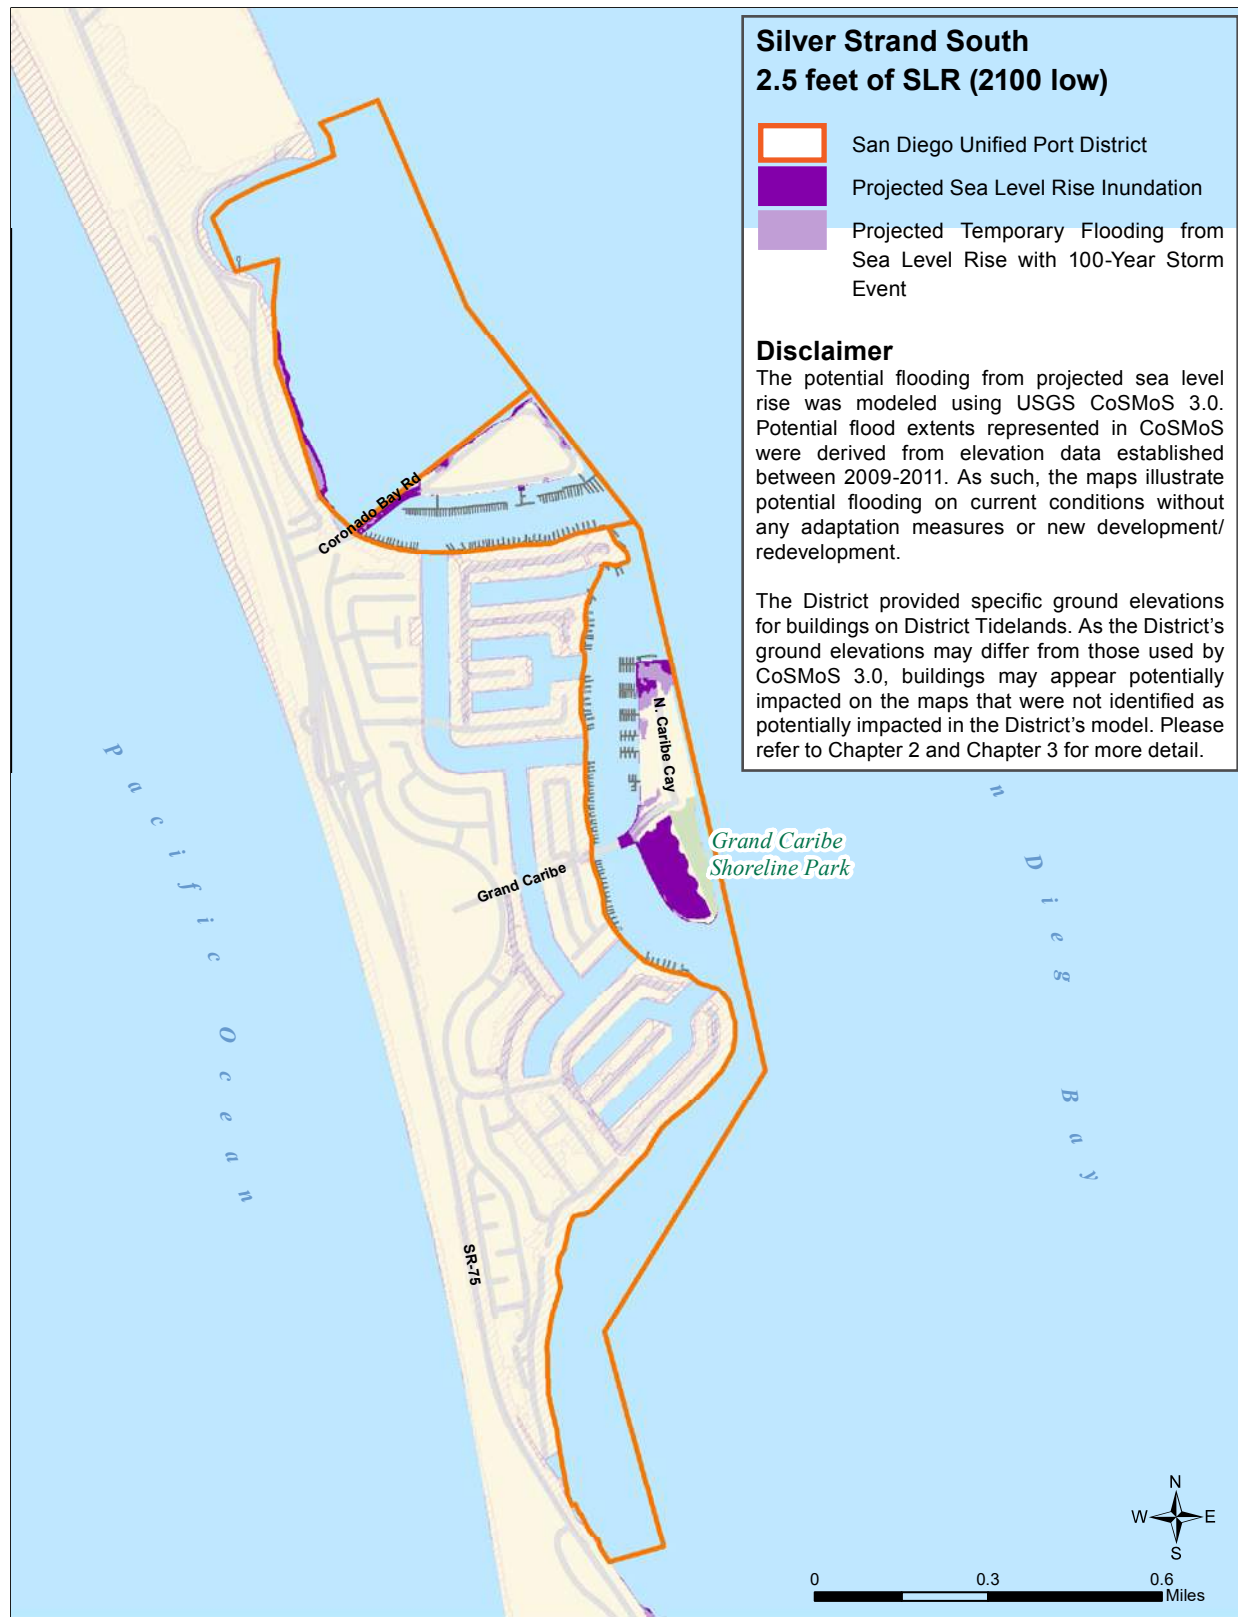 Silver Strand South
2.5 feet of SLR (2100 low)
San Diego Unified Port District
Projected Sea Level Rise Inundation
Projected Temporary Flooding from
Sea Level Rise with 100-Year Storm
Event
Disclaimer
The potential flooding from projected sea level
rise was modeled using USGS CoSMoS 3.0.
Potential flood extents represented in CoSMoS
were derived from elevation data established
between 2009-2011. As such, the maps illustrate
potential flooding on current conditions without
any adaptation measures or new development/
redevelopment.
The District provided specific ground elevations
for buildings on District Tidelands. As the District's
ground elevations may differ from those used by
CoSMoS 3.0, buildings may appear potentially
impacted on the maps that were not identified as
potentially impacted in the District's model. Please
refer to Chapter 2 and Chapter 3 for more detail.
Coronado Bay Rd
N. Caribe Cay
Grand Caribe
Shoreline Park
Grand Caribe
Pacific Ocean
n Dieg Bay
SR-75
N
W E
S
0 0.3 0.6
Miles